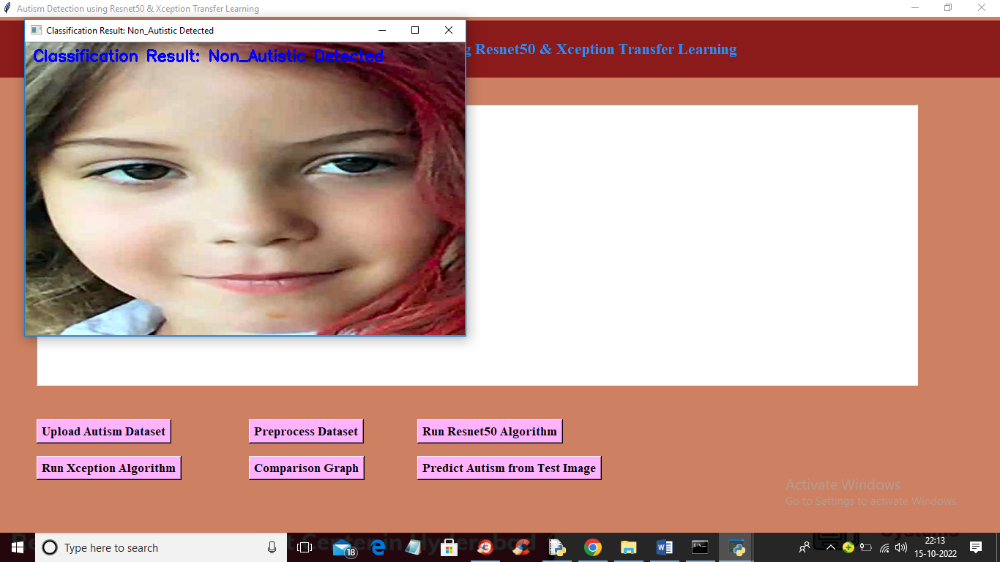 Autism Detection using Resnet50 & Xception Transfer Learning
Classification Result: Non_Autistic Detected
Classification Result: Non_Autistic Detected
Resnet50 & Xception Transfer Learning
Upload Autism Dataset
Preprocess Dataset
Run Resnet50 Algorithm
Run Xception Algorithm
Comparison Graph
Predict Autism from Test Image
Activate Windows
Go to Settings to activate Windows.
Type here to search
18
22:13
15-10-2022